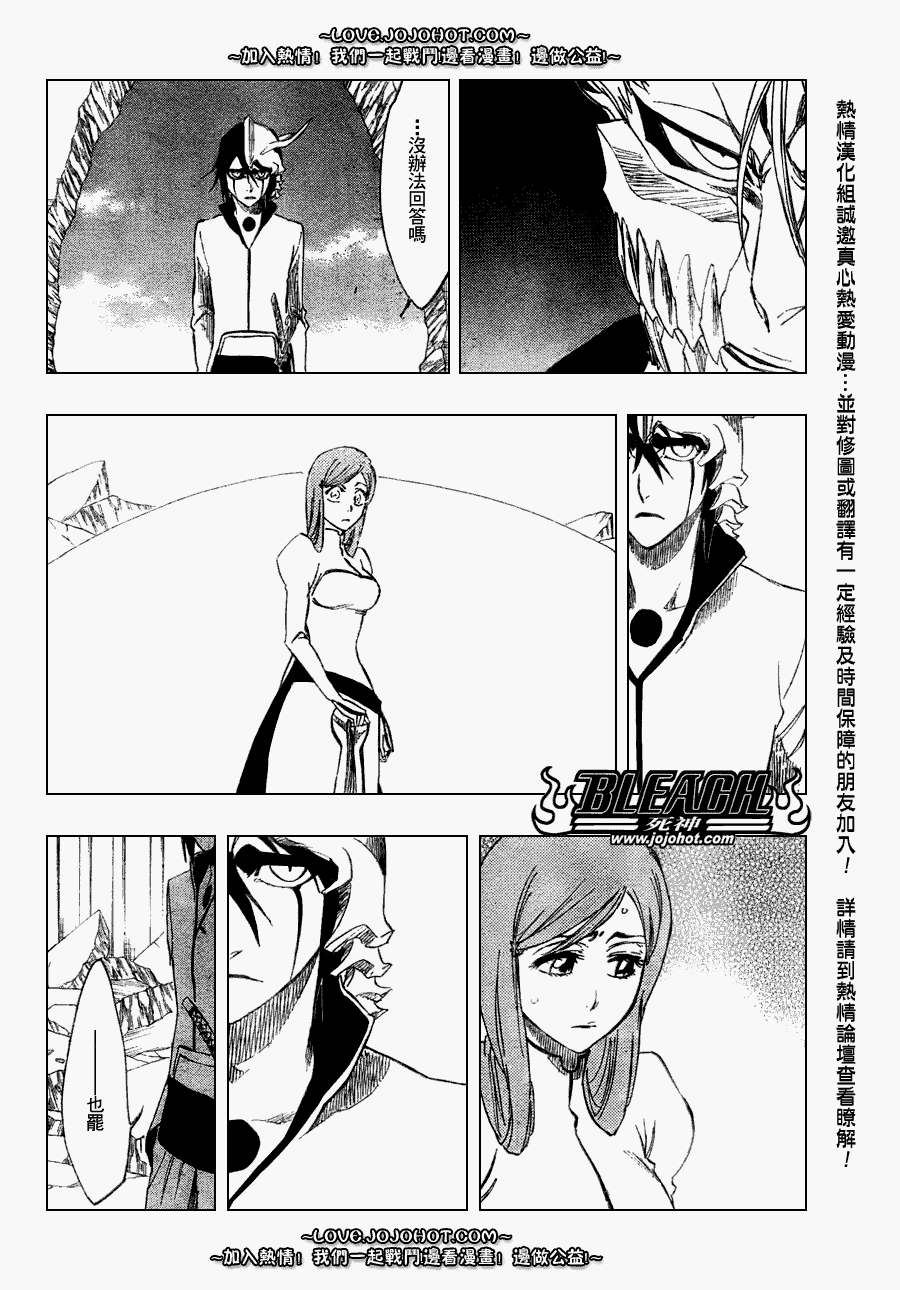 ~LOVE.JOJOHOT.COM~
~加入熱情！我們一起戰鬥邊看漫畫！邊做公益!~
…沒辦法回答嗎
熱情漢化組誠邀真心熱愛動漫…並對修圖或翻譯有一定經驗及時間保障的朋友加入！ 詳情請到熱情論壇查看瞭解！
BLEACH
死神
www.jojohot.com
——也罷
~LOVE.JOJOHOT.COM~
~加入熱情！我們一起戰鬥邊看漫畫！邊做公益!~